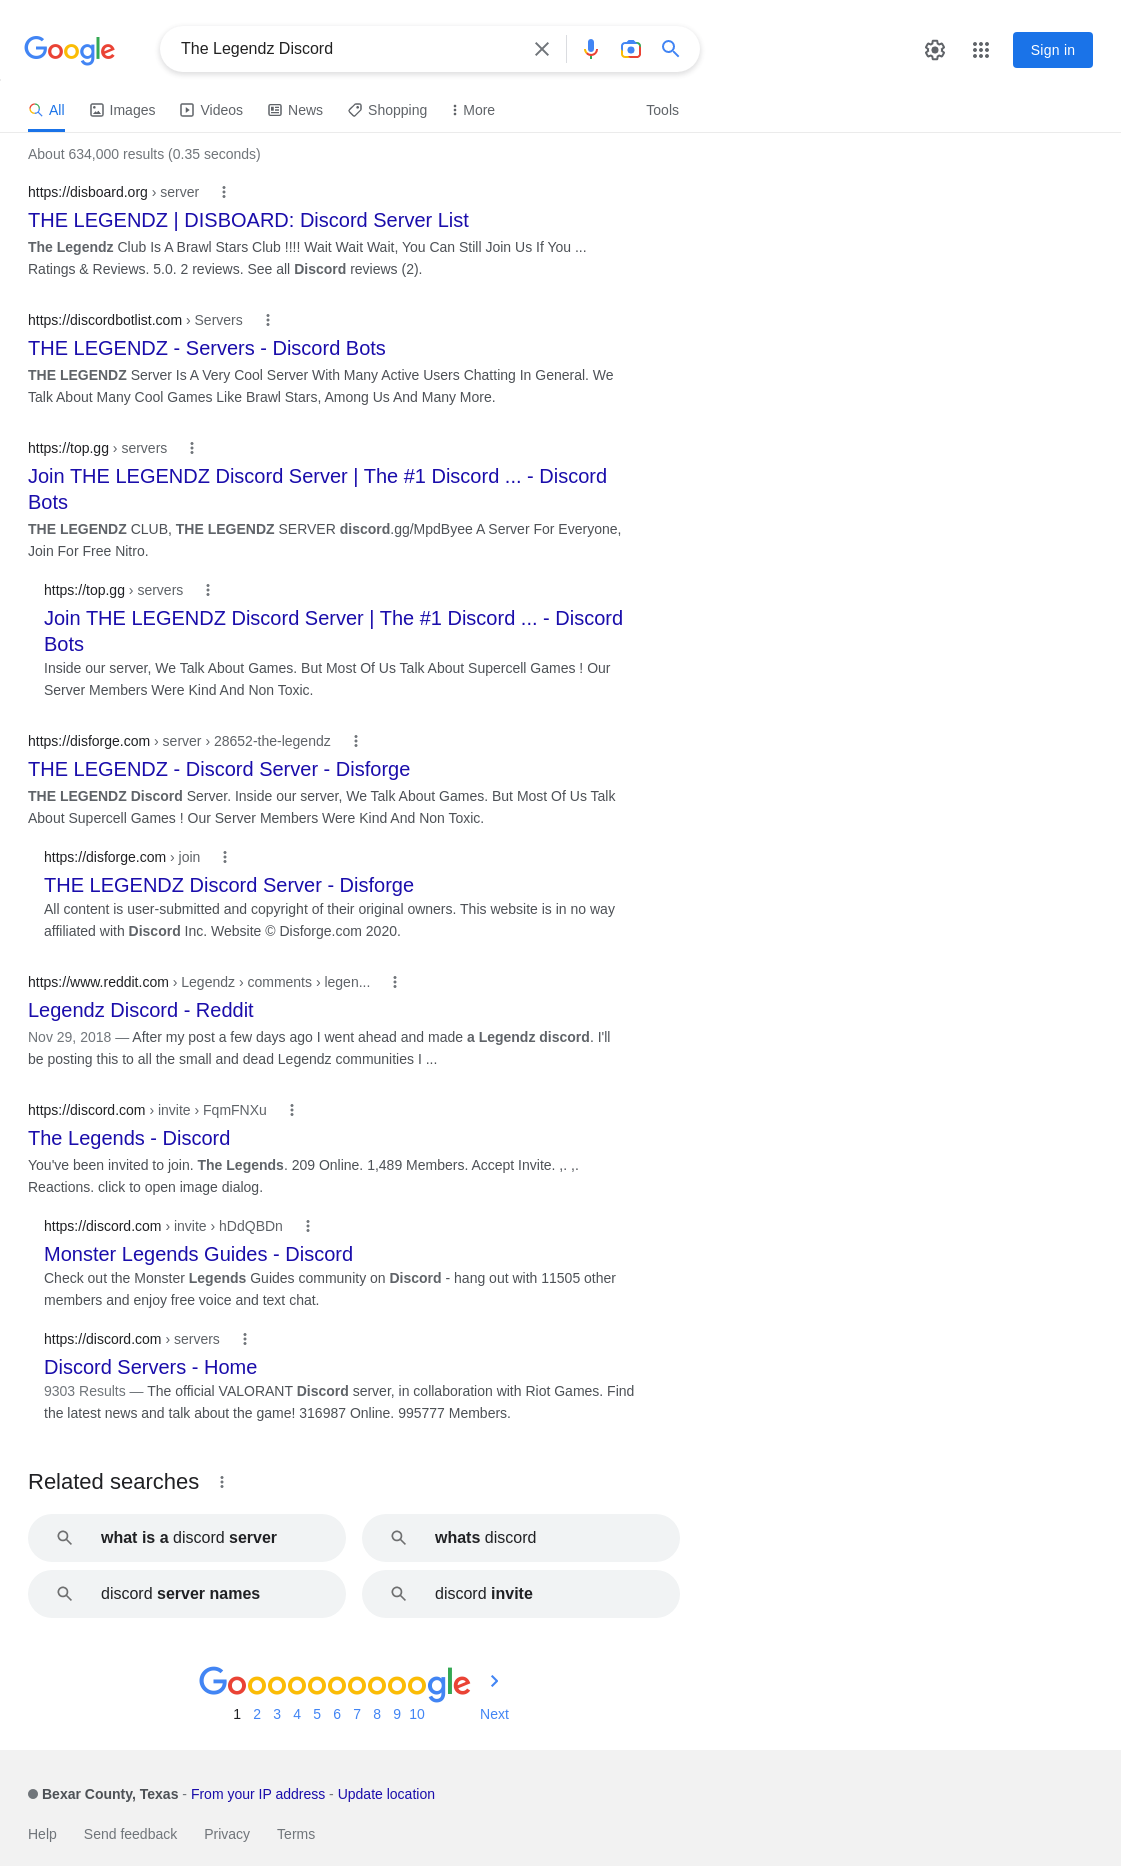 Google
The Legendz Discord
Sign in
All Images Videos News Shopping More Tools
About 634,000 results (0.35 seconds)
https://disboard.org › server
THE LEGENDZ | DISBOARD: Discord Server List
The Legendz Club Is A Brawl Stars Club !!!! Wait Wait Wait, You Can Still Join Us If You ...
Ratings & Reviews. 5.0. 2 reviews. See all Discord reviews (2).
https://discordbotlist.com › Servers
THE LEGENDZ - Servers - Discord Bots
THE LEGENDZ Server Is A Very Cool Server With Many Active Users Chatting In General. We
Talk About Many Cool Games Like Brawl Stars, Among Us And Many More.
https://top.gg › servers
Join THE LEGENDZ Discord Server | The #1 Discord ... - Discord
Bots
THE LEGENDZ CLUB, THE LEGENDZ SERVER discord.gg/MpdByee A Server For Everyone,
Join For Free Nitro.
https://top.gg › servers
Join THE LEGENDZ Discord Server | The #1 Discord ... - Discord
Bots
Inside our server, We Talk About Games. But Most Of Us Talk About Supercell Games ! Our
Server Members Were Kind And Non Toxic.
https://disforge.com › server › 28652-the-legendz
THE LEGENDZ - Discord Server - Disforge
THE LEGENDZ Discord Server. Inside our server, We Talk About Games. But Most Of Us Talk
About Supercell Games ! Our Server Members Were Kind And Non Toxic.
https://disforge.com › join
THE LEGENDZ Discord Server - Disforge
All content is user-submitted and copyright of their original owners. This website is in no way
affiliated with Discord Inc. Website © Disforge.com 2020.
https://www.reddit.com › Legendz › comments › legen...
Legendz Discord - Reddit
Nov 29, 2018 — After my post a few days ago I went ahead and made a Legendz discord. I'll
be posting this to all the small and dead Legendz communities I ...
https://discord.com › invite › FqmFNXu
The Legends - Discord
You've been invited to join. The Legends. 209 Online. 1,489 Members. Accept Invite. ,. ,.
Reactions. click to open image dialog.
https://discord.com › invite › hDdQBDn
Monster Legends Guides - Discord
Check out the Monster Legends Guides community on Discord - hang out with 11505 other
members and enjoy free voice and text chat.
https://discord.com › servers
Discord Servers - Home
9303 Results — The official VALORANT Discord server, in collaboration with Riot Games. Find
the latest news and talk about the game! 316987 Online. 995777 Members.
Related searches
what is a discord server
whats discord
discord server names
discord invite
Goooooooooogle
1 2 3 4 5 6 7 8 9 10 Next
Bexar County, Texas - From your IP address - Update location
Help Send feedback Privacy Terms